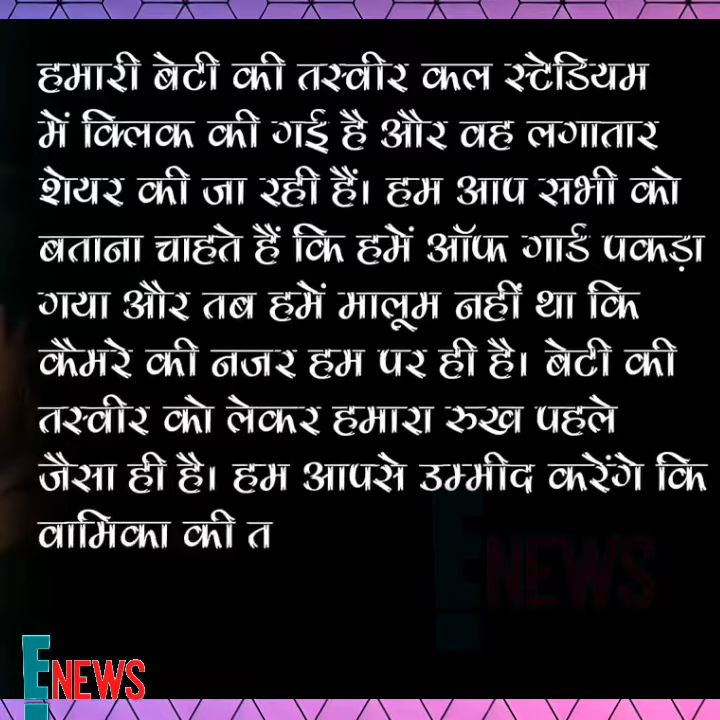 हमारी बेटी की तस्वीर कल स्टेडियम
में क्लिक की गई है और वह लगातार
शेयर की जा रही हैं। हम आप सभी को
बताना चाहते हैं कि हमें ऑफ गार्ड पकड़ा
गया और तब हमें मालूम नहीं था कि
कैमरे की नजर हम पर ही है। बेटी की
तस्वीर को लेकर हमारा रुख पहले
जैसा ही है। हम आपसे उम्मीद करेंगे कि
वामिका की त
ENEWS
ENEWS